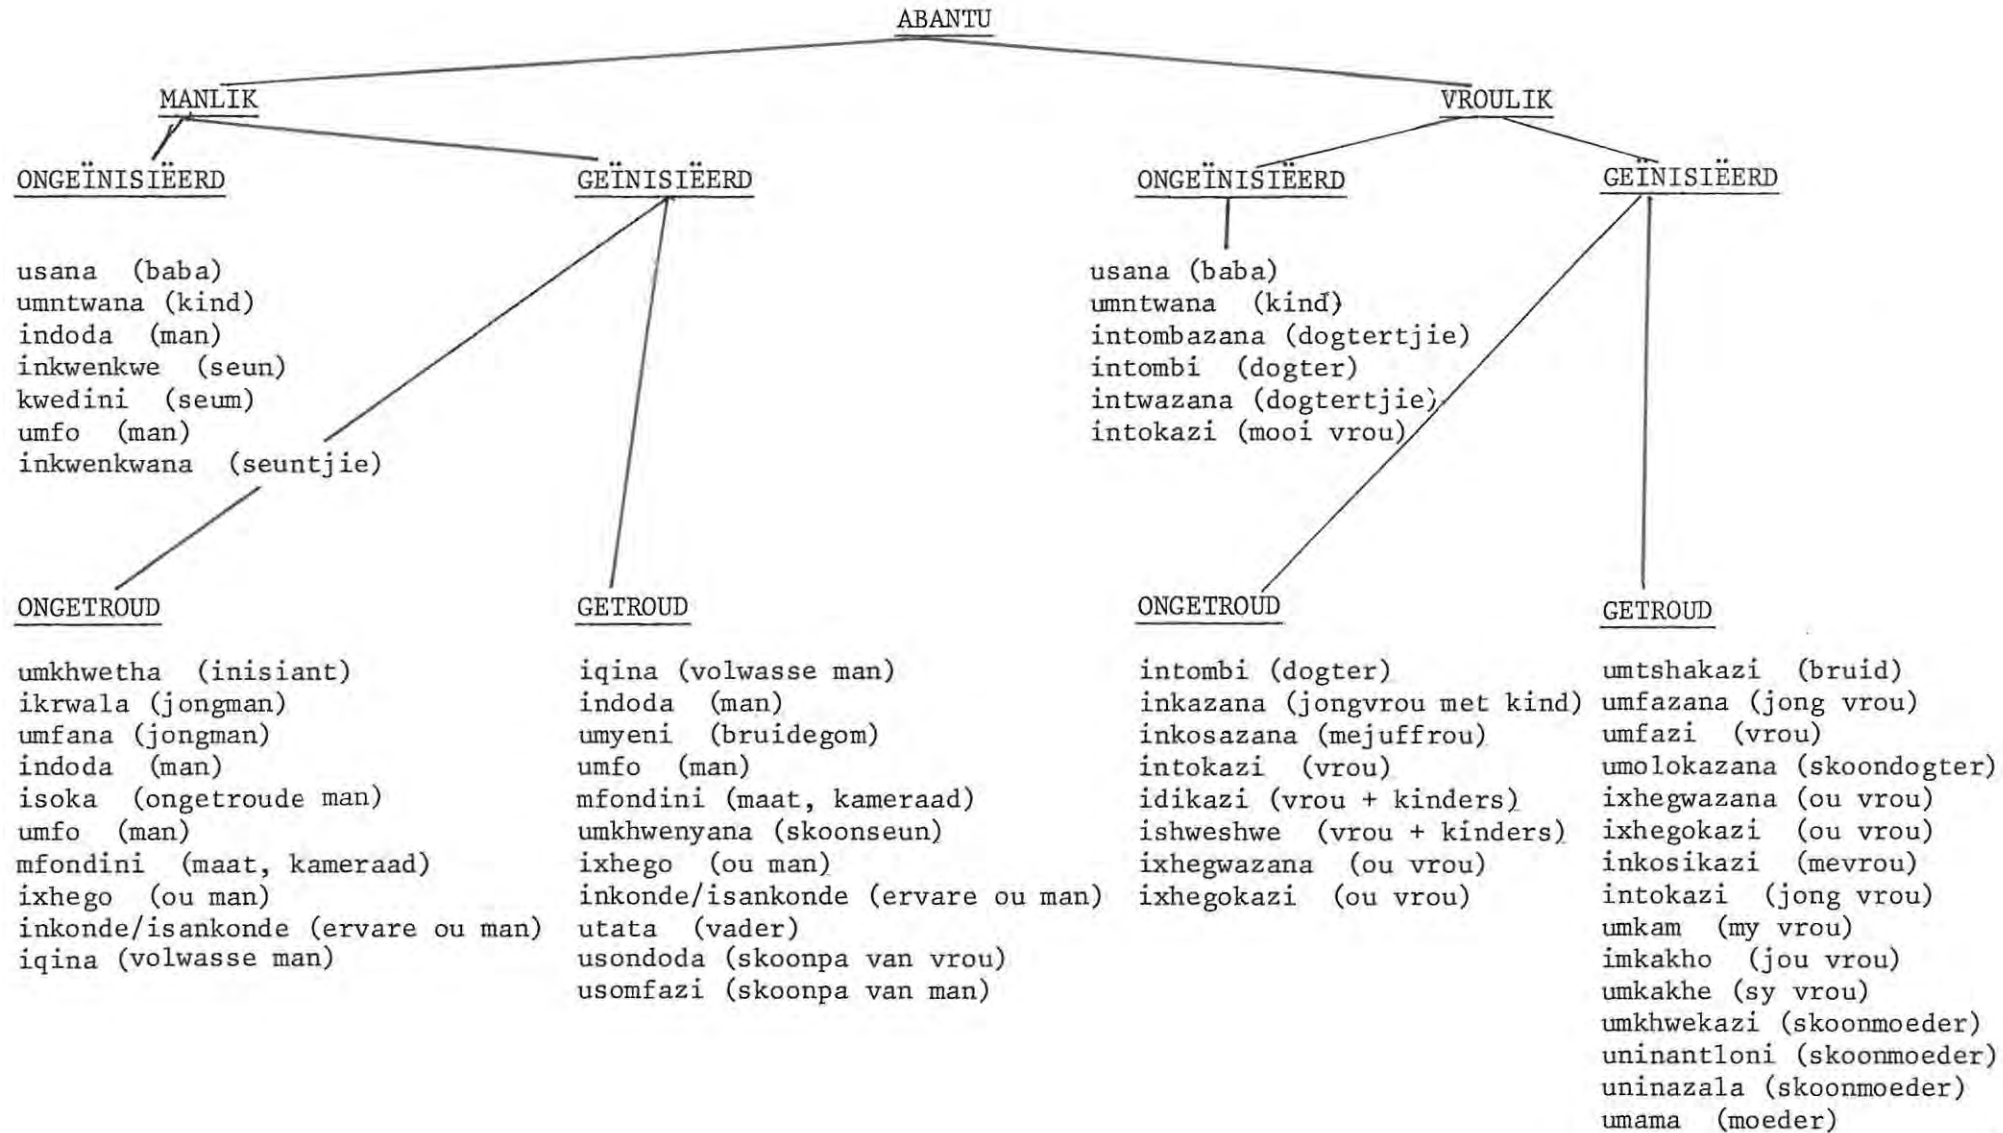 ABANTU
MANLIK
VROULIK
ONGEÏNISIËERD
GEÏNISIËERD
ONGEÏNISIËERD
GEÏNISIËERD
usana (baba)
umntwana (kind)
indoda (man)
inkwenkwe (seun)
kwedini (seum)
umfo (man)
inkwenkwana (seuntjie)
usana (baba)
umntwana (kind)
intombazana (dogtertjie)
intombi (dogter)
intwazana (dogtertjie)
intokazi (mooi vrou)
ONGETROUD
umkhwetha (inisiant)
ikrwala (jongman)
umfana (jongman)
indoda (man)
isoka (ongetroude man)
umfo (man)
mfondini (maat, kameraad)
ixhego (ou man)
inkonde/isankonde (ervare ou man)
iqina (volwasse man)
GETROUD
iqina (volwasse man)
indoda (man)
umyeni (bruidegom)
umfo (man)
mfondini (maat, kameraad)
umkhwenyana (skoonseun)
ixhego (ou man)
inkonde/isankonde (ervare ou man)
utata (vader)
usondoda (skoonpa van vrou)
usomfazi (skoonpa van man)
ONGETROUD
intombi (dogter)
inkazana (jongvrou met kind)
inkosazana (mejuffrou)
intokazi (vrou)
idikazi (vrou + kinders)
ishweshwe (vrou + kinders)
ixhegwazana (ou vrou)
ixhegokazi (ou vrou)
GETROUD
umtshakazi (bruid)
umfazana (jong vrou)
umfazi (vrou)
umolokazana (skoondogter)
ixhegwazana (ou vrou)
ixhegokazi (ou vrou)
inkosikazi (mevrou)
intokazi (jong vrou)
umkam (my vrou)
imkakho (jou vrou)
umkakhe (sy vrou)
umkhwekazi (skoonmoeder)
uninantloni (skoonmoeder)
uninazala (skoonmoeder)
umama (moeder)